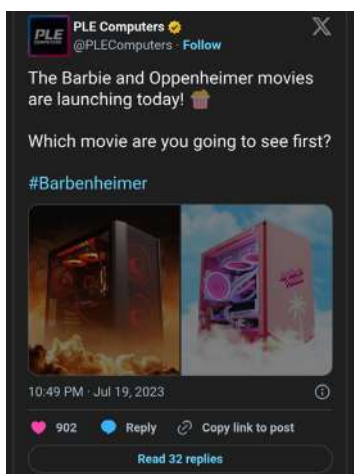 PLE
COMPUTERS
PLE Computers
@PLEComputers · Follow
The Barbie and Oppenheimer movies
are launching today! 🍿
Which movie are you going to see first?
#Barbenheimer
10:49 PM · Jul 19, 2023
902 Reply Copy link to post
Read 32 replies